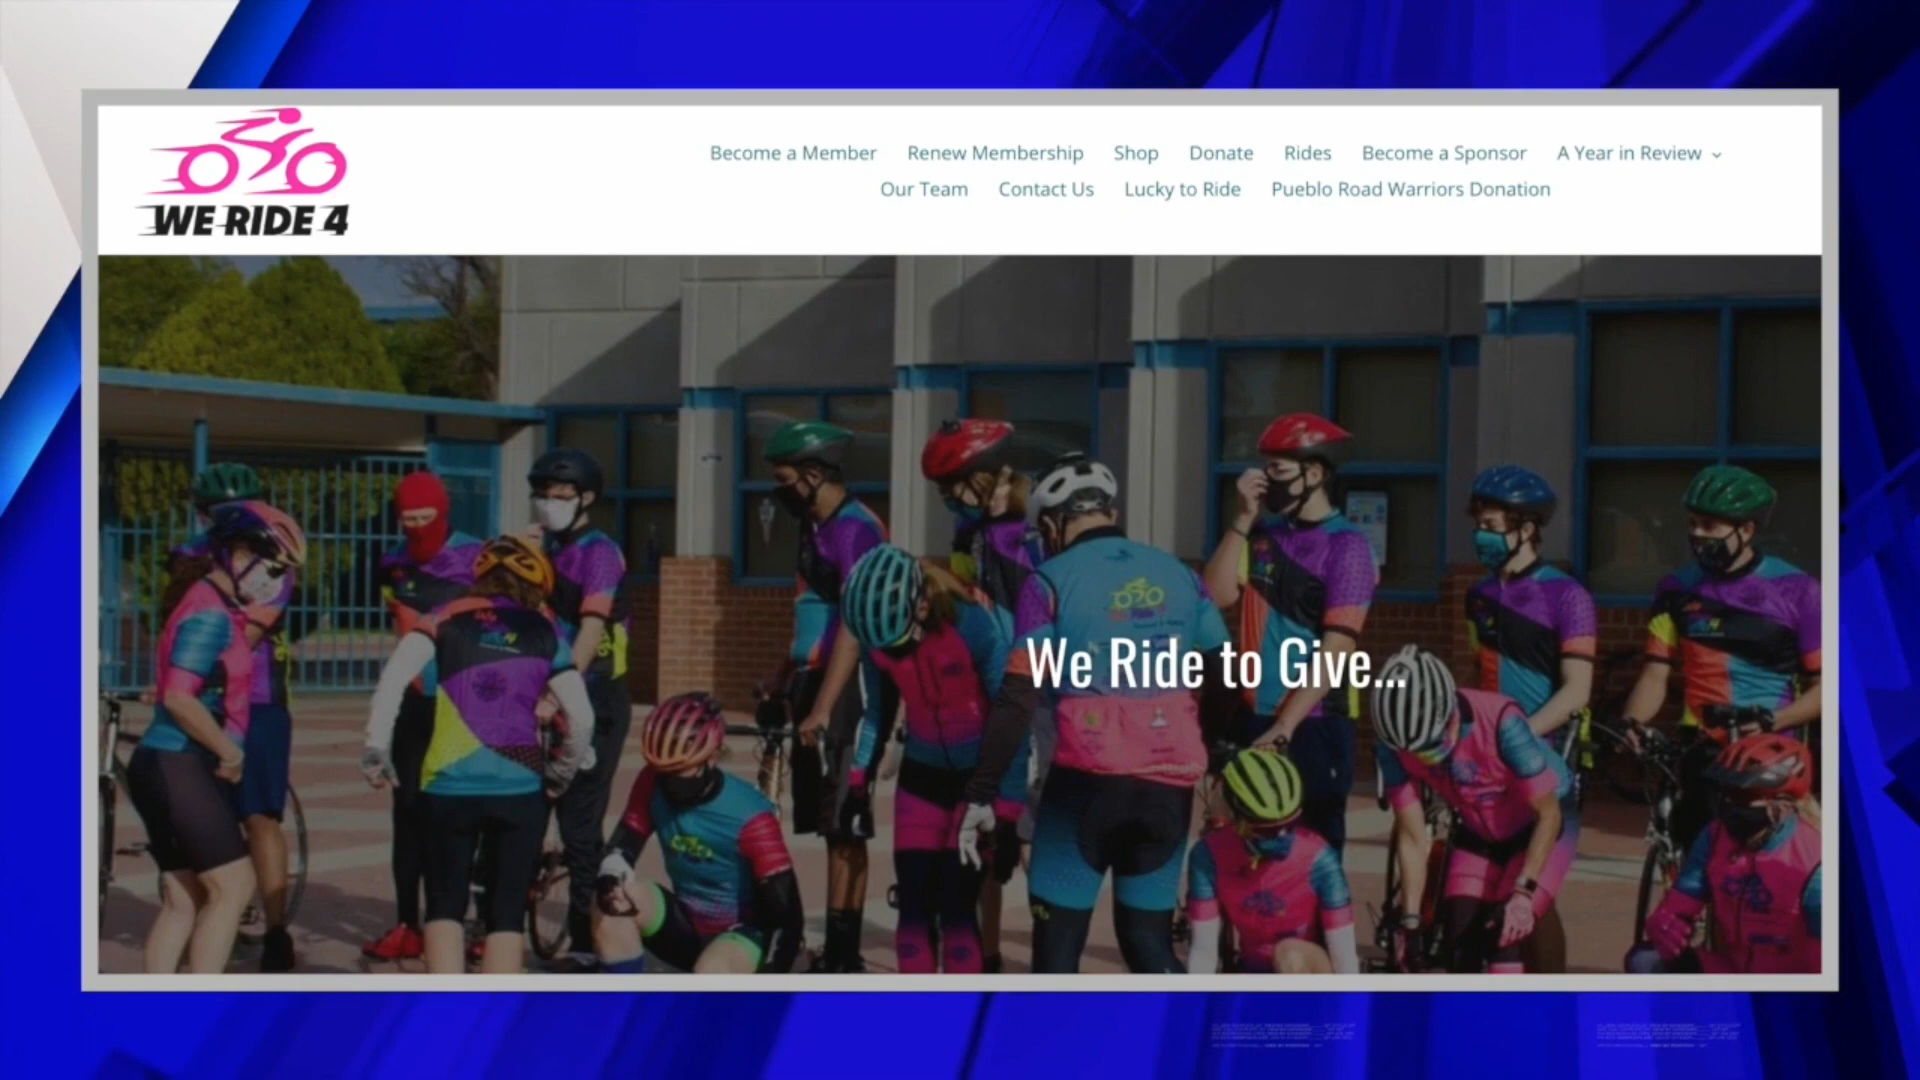 WE RIDE 4
Become a Member Renew Membership Shop Donate Rides Become a Sponsor A Year in Review
Our Team Contact Us Lucky to Ride Pueblo Road Warriors Donation
We Ride to Give...